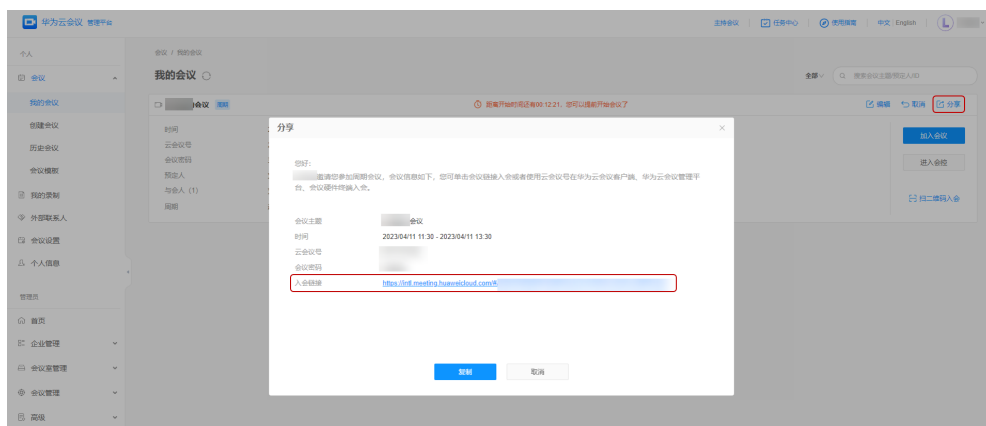 华为云会议 管理平台
主持会议
任务中心
使用指南
中文 | English
L
个人
会议
我的会议
创建会议
历史会议
会议模板
我的录制
外部联系人
会议设置
个人信息
管理员
首页
企业管理
会议室管理
会议管理
高级
会议 / 我的会议
我的会议
全部
搜索会议主题/预定人/ID
会议 周期
距离开始时间还有00:12:21，您可以提前开始会议了
编辑
取消
分享
时间
云会议号
会议密码
预定人
与会人（1）
周期
加入会议
进入会控
扫二维码入会
分享
您好:
邀请您参加周期会议，会议信息如下，您可单击会议链接入会或者使用云会议号在华为云会议客户端、华为云会议管理平
台、会议硬件终端入会。
会议主题
会议
时间
2023/04/11 11:30 - 2023/04/11 13:30
云会议号
会议密码
入会链接
https://intl.meeting.huaweicloud.com/#
复制
取消